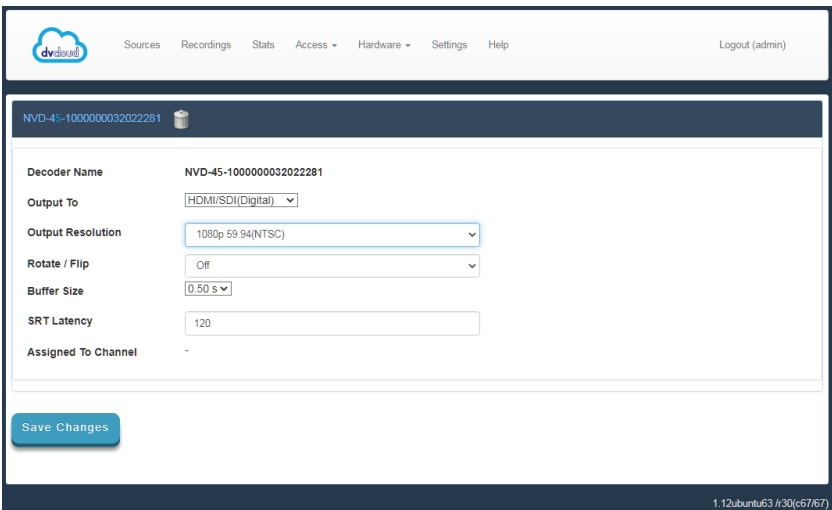 dvcloud Sources Recordings Stats Access Hardware Settings Help Logout (admin)
NVD-45-1000000032022281
Decoder Name NVD-45-1000000032022281
Output To HDMI/SDI(Digital)
Output Resolution 1080p 59.94(NTSC)
Rotate / Flip Off
Buffer Size 0.50 s
SRT Latency 120
Assigned To Channel -
Save Changes
1.12ubuntu63 /r30(c67/67)